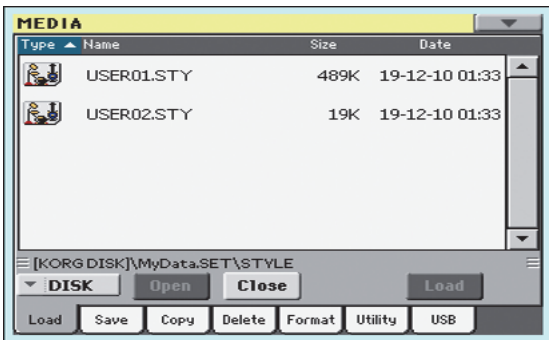 MEDIA
Type Name Size Date
USER01.STY 489K 19-12-10 01:33
USER02.STY 19K 19-12-10 01:33
[KORG DISK]\MyData.SET\STYLE
DISK Open Close Load
Load Save Copy Delete Format Utility USB